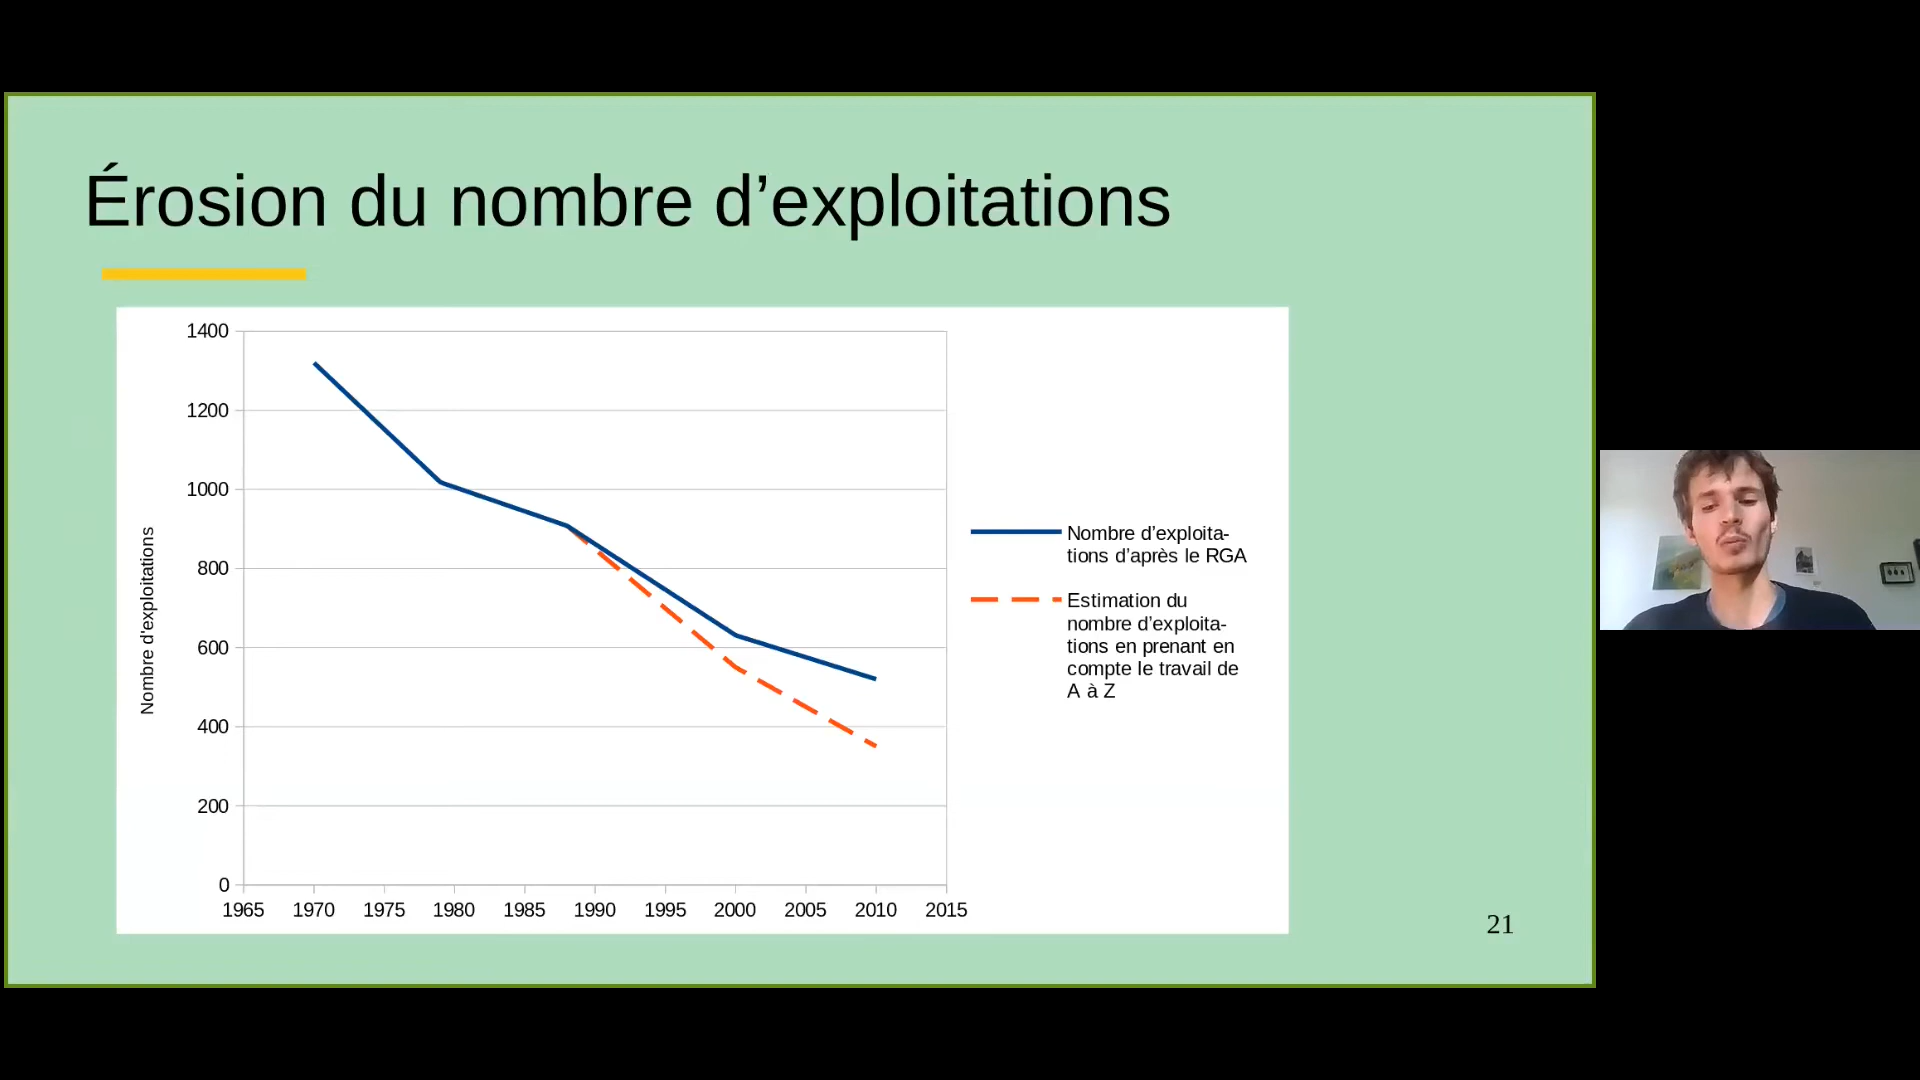 Érosion du nombre d’exploitations
1400
1200
1000
800
600
400
200
0
Nombre d'exploitations
1965 1970 1975 1980 1985 1990 1995 2000 2005 2010 2015
Nombre d’exploita-
tions d’après le RGA
Estimation du
nombre d’exploita-
tions en prenant en
compte le travail de
A à Z
21